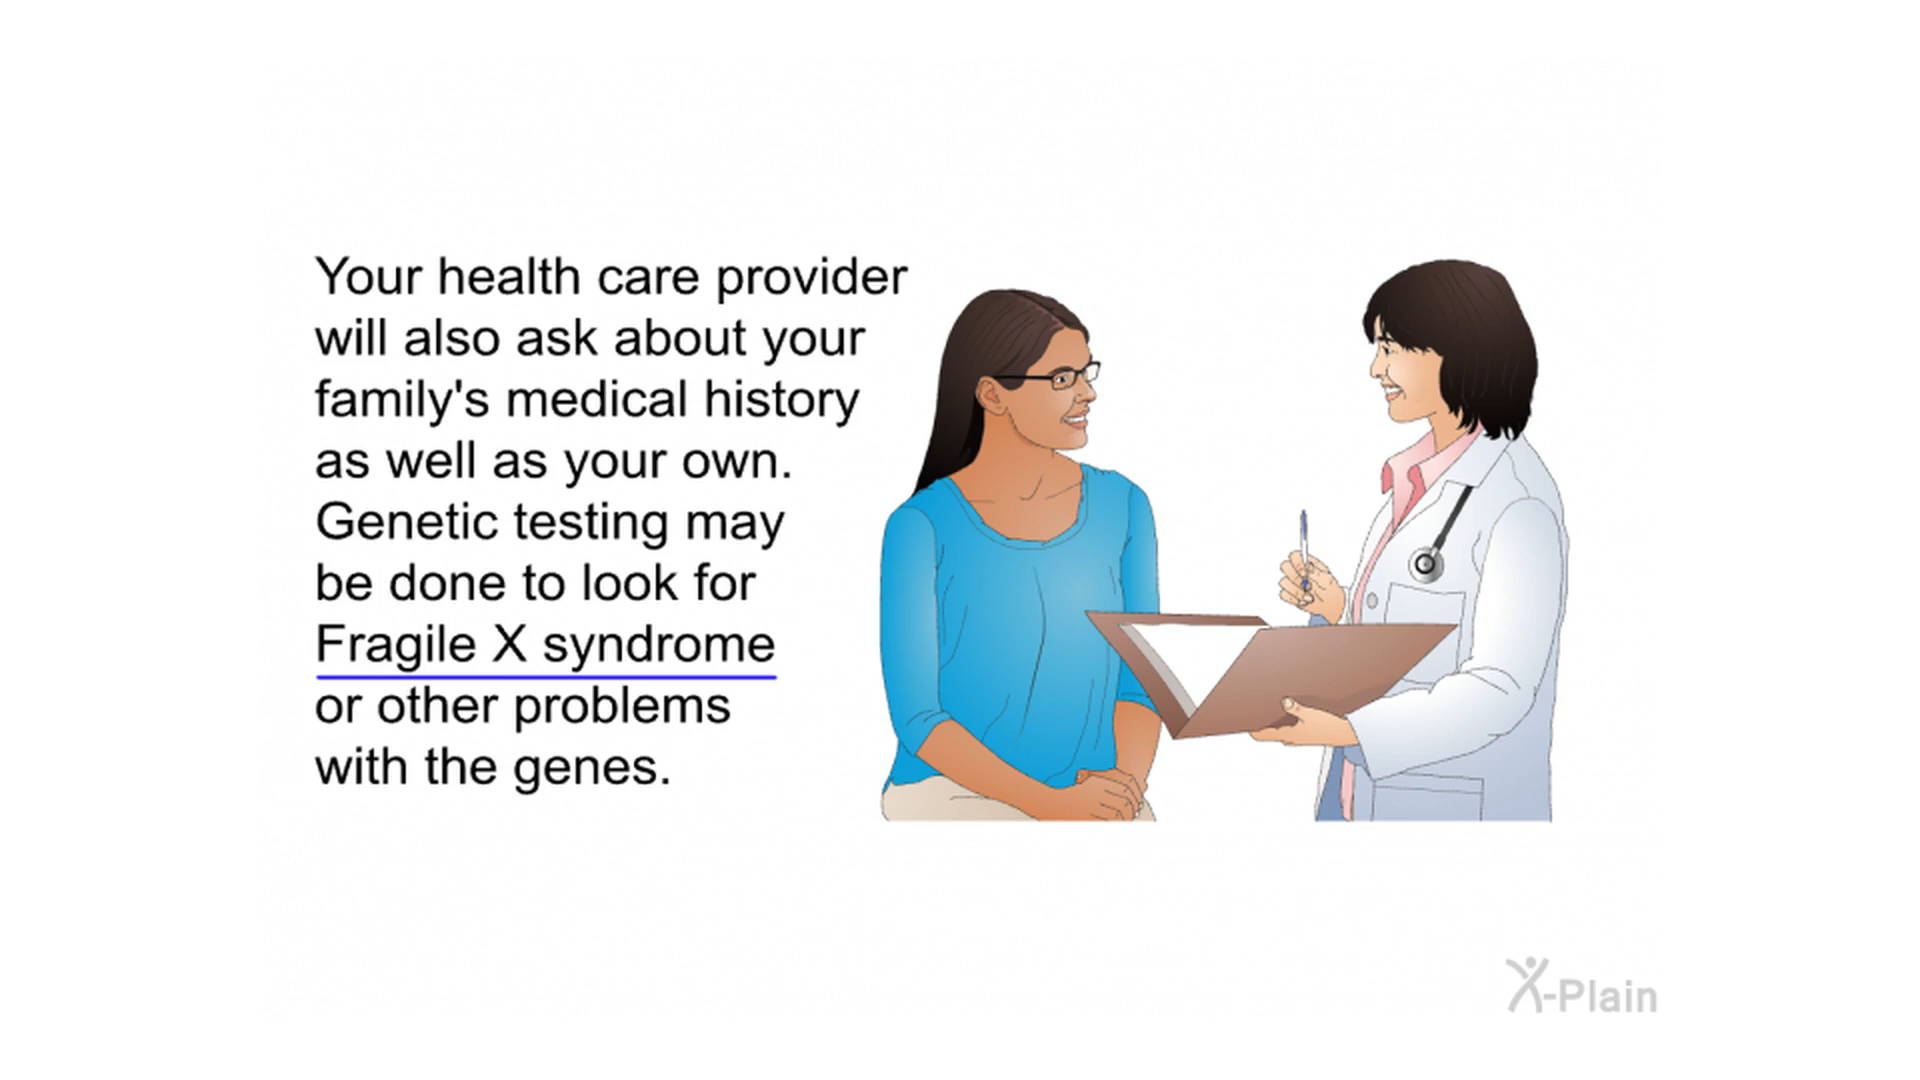 Your health care provider
will also ask about your
family's medical history
as well as your own.
Genetic testing may
be done to look for
Fragile X syndrome
or other problems
with the genes.
X-Plain